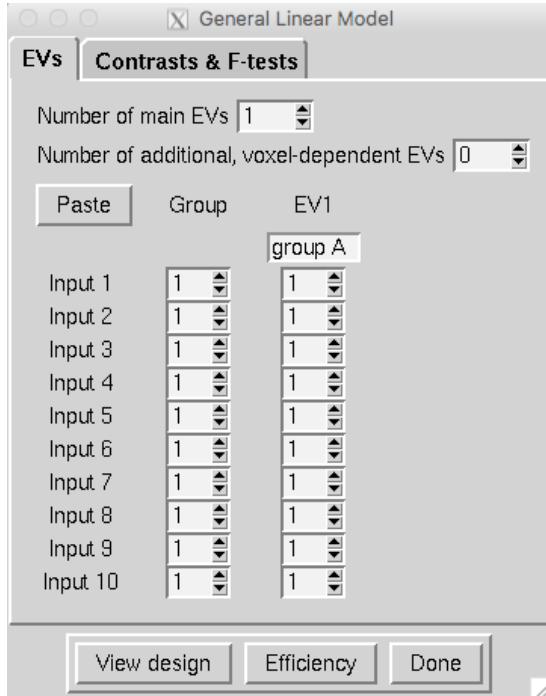 X General Linear Model
EVs Contrasts & F-tests
Number of main EVs 1
Number of additional, voxel-dependent EVs 0
Paste Group EV1
group A
Input 1 1 1
Input 2 1 1
Input 3 1 1
Input 4 1 1
Input 5 1 1
Input 6 1 1
Input 7 1 1
Input 8 1 1
Input 9 1 1
Input 10 1 1
View design Efficiency Done